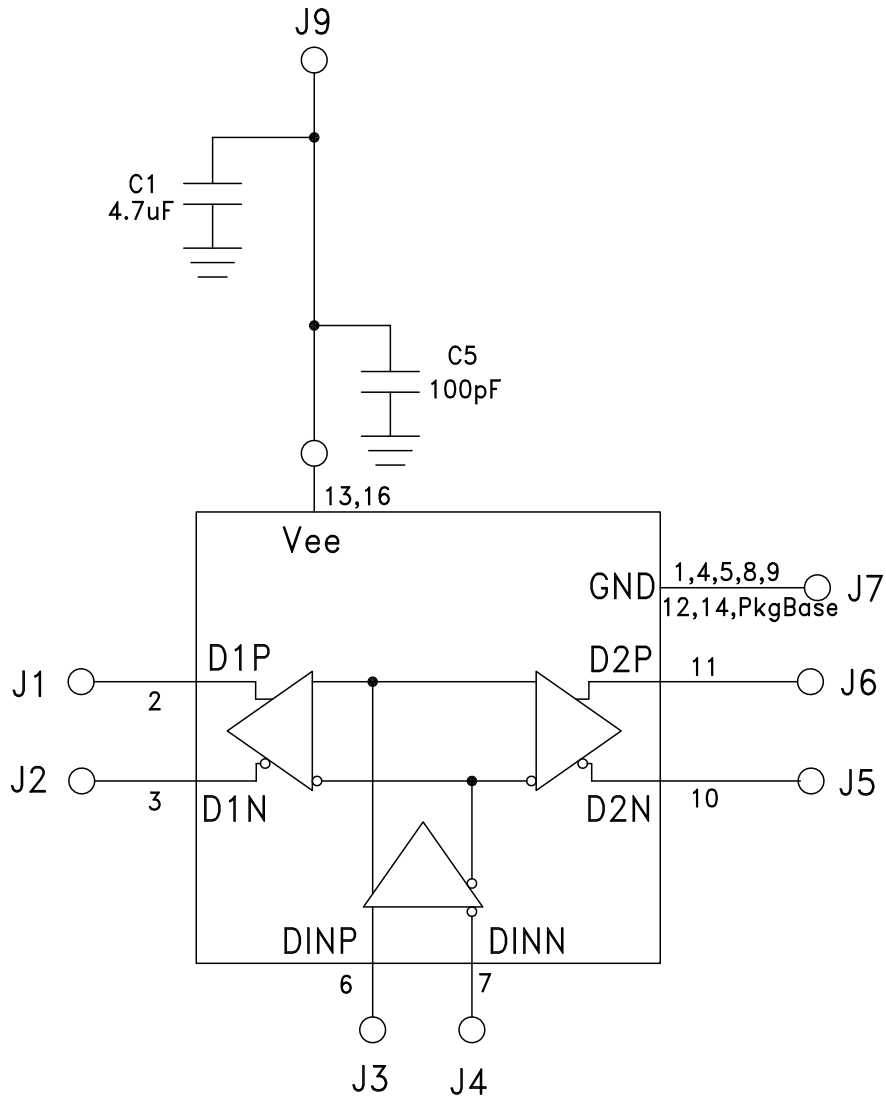 J9
C1
4.7uF
C5
100pF
13,16
Vee
GND
1,4,5,8,9
12,14,PkgBase
J7
J1
2
D1P
D2P
11
J6
J2
3
D1N
D2N
10
J5
DINP
DINN
6
7
J3
J4